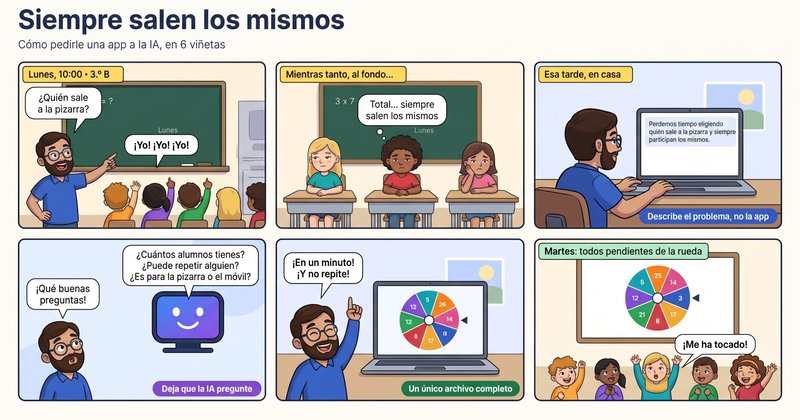 Siempre salen los mismos
Cómo pedirle una app a la IA, en 6 viñetas
Lunes, 10:00 • 3.º B
¿Quién sale
a la pizarra?
= ?
Lunes
¡Yo! ¡Yo! ¡Yo!
Mientras tanto, al fondo...
3 x 7
Total... siempre
salen los mismos
Lunes
Esa tarde, en casa
Perdemos tiempo eligiendo
quién sale a la pizarra y siempre
participan los mismos.
Describe el problema, no la app
¿Cuántos alumnos tienes?
¿Puede repetir alguien?
¿Es para la pizarra o el móvil?
¡Qué buenas
preguntas!
Deja que la IA pregunte
¡En un minuto!
¡Y no repite!
5
26
12
14
12
8
17
Un único archivo completo
Martes: todos pendientes de la rueda
25
5
14
12
3
21
17
8
17
¡Me ha tocado!